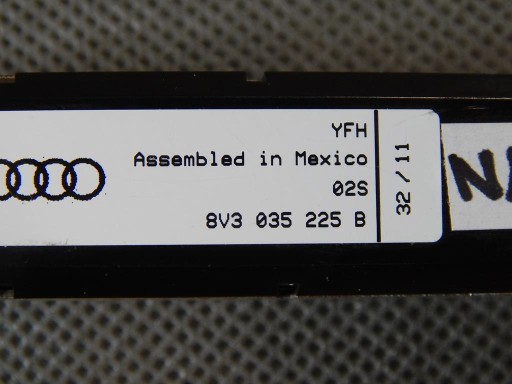 YFH
Assembled in Mexico
02S
8V3 035 225 B
32/11